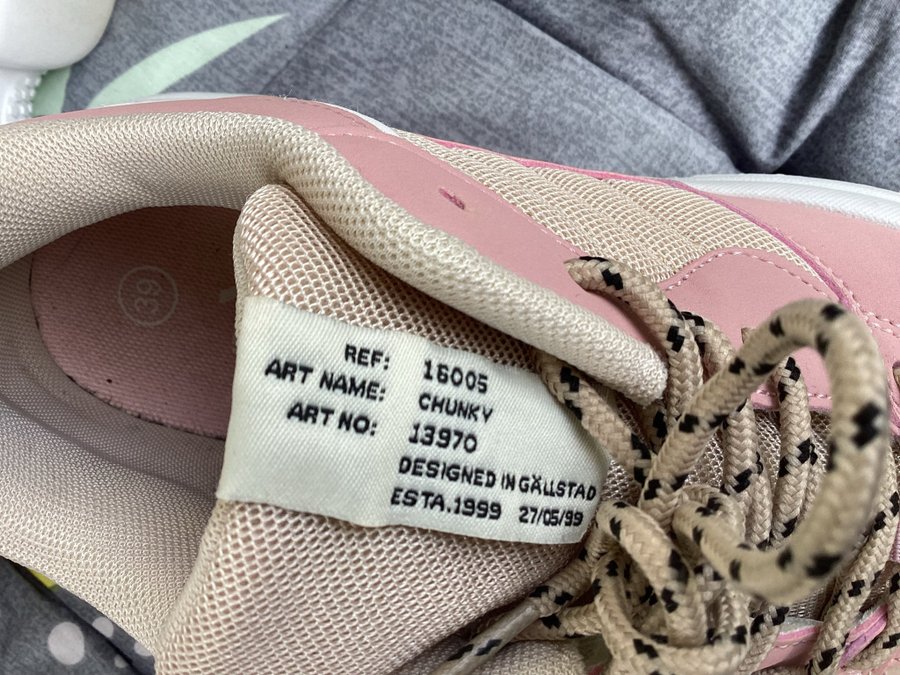 39
REF: 16005
ART NAME: CHUNKY
ART NO: 13970
DESIGNED IN GÄLLSTAD
ESTA.1999 27/05/99